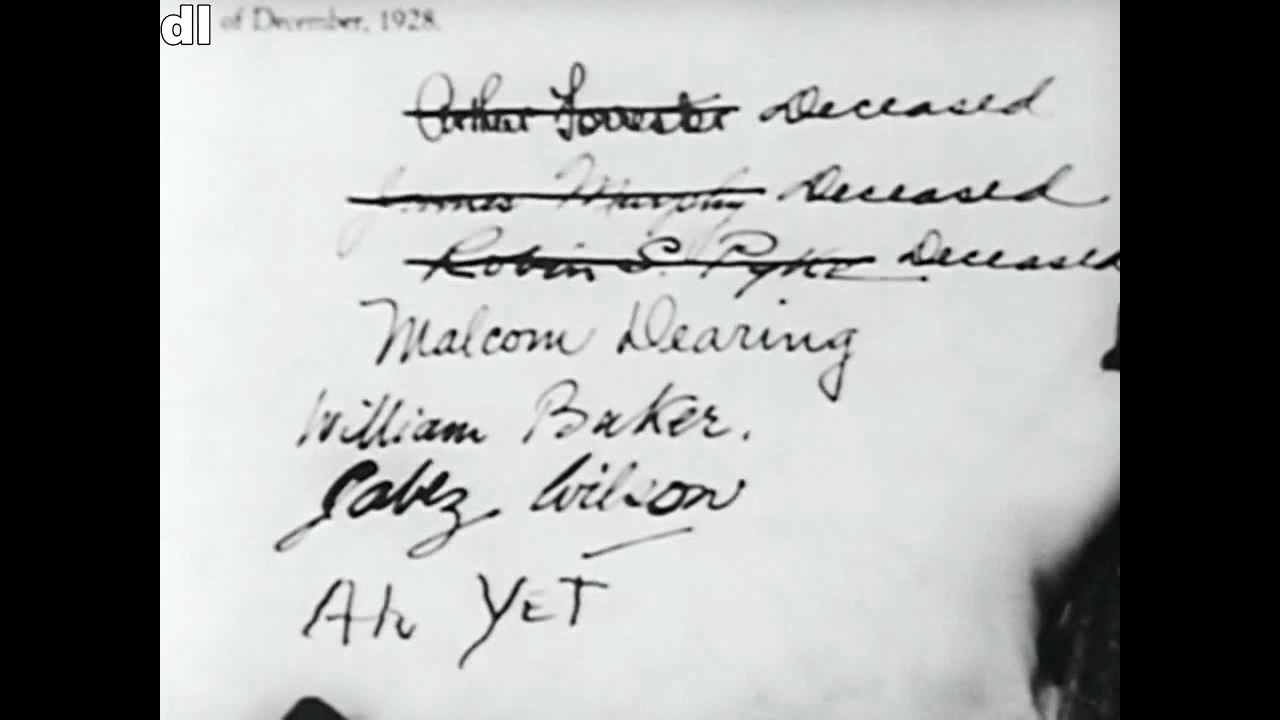 dl of December, 1928.
Arthur Forrester Deceased
James Murphy Deceased
Robin S. Pyke Deceased
Malcom Dearing
William Baker.
Jabez Wilson
Ah YET